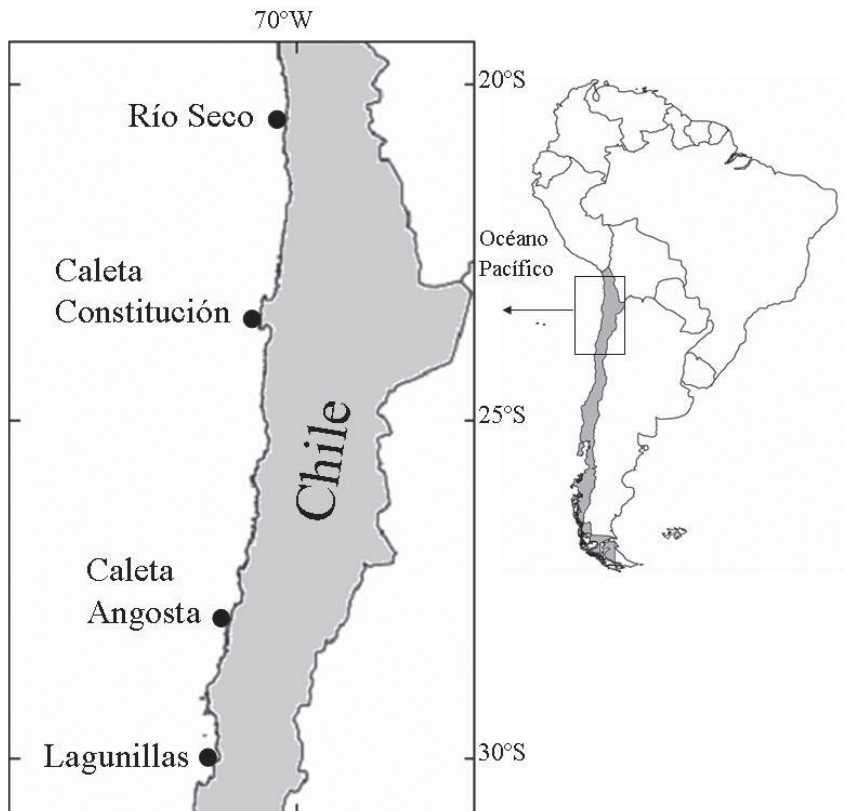 70°W
20°S
Río Seco
Océano
Pacífico
Caleta
Constitución
25°S
Chile
Caleta
Angosta
Lagunillas
30°S